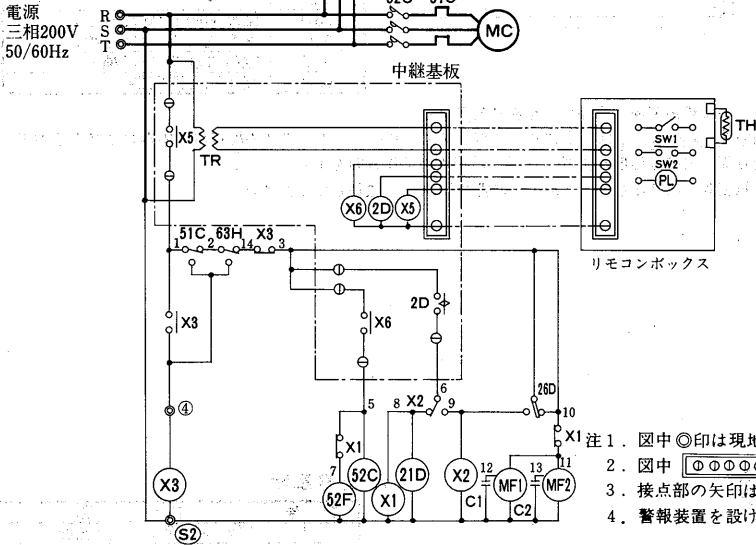 電源
三相200V
50/60Hz
R
S
T
MC
中継基板
X5
TR
X6
2D
X5
SW1
SW2
PL
TH
リモコンボックス
51C
63H
X3
1
2
14
3
X3
X6
2D
④
5
X2
6
8
9
26D
10
X1
7
X1
X3
52F
52C
X1
21D
X2
12
C1
MF1
13
C2
11
MF2
S2
注1. 図中◎印は現地
2. 図中
3. 接点部の矢印は
4. 警報装置を設け